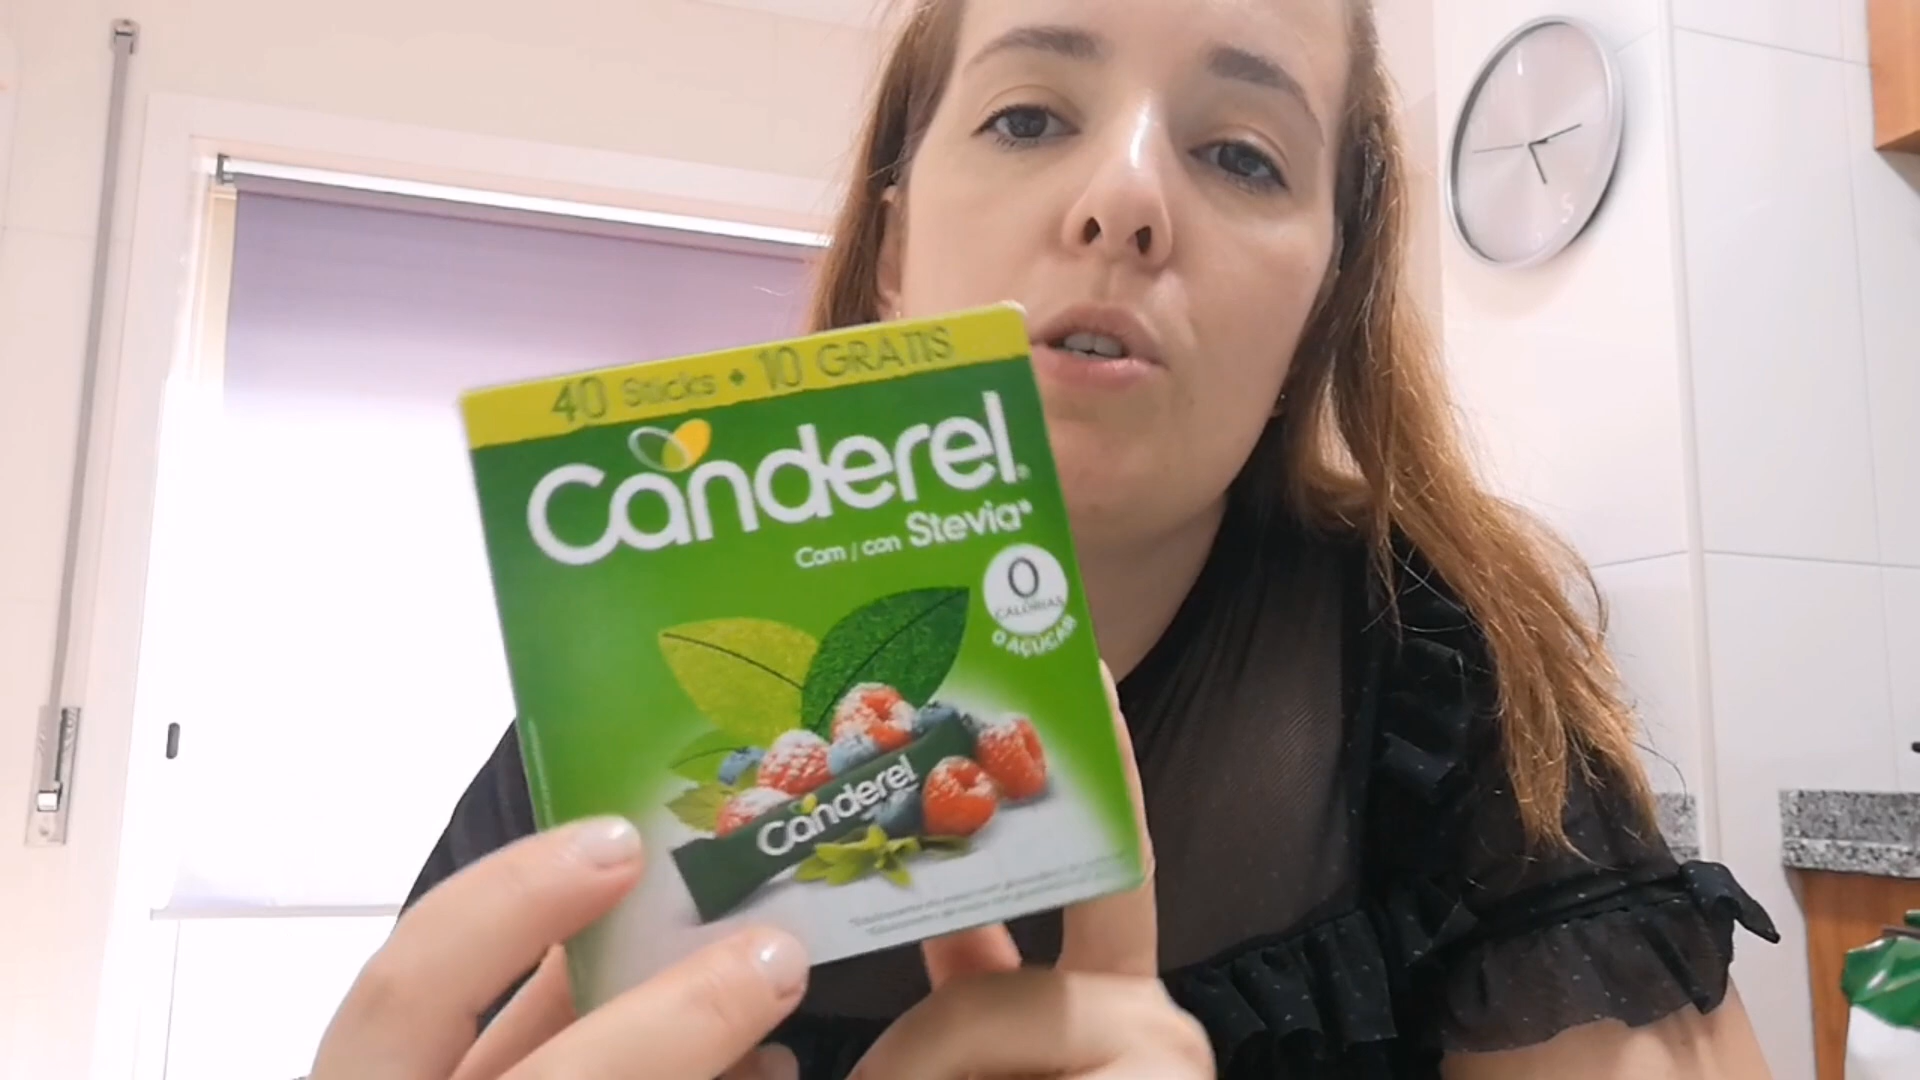 40 Sticks + 10 GRÁTIS
Canderel®
Com / con Stevia*
0
CALORIAS
0 AÇÚCAR
Canderel